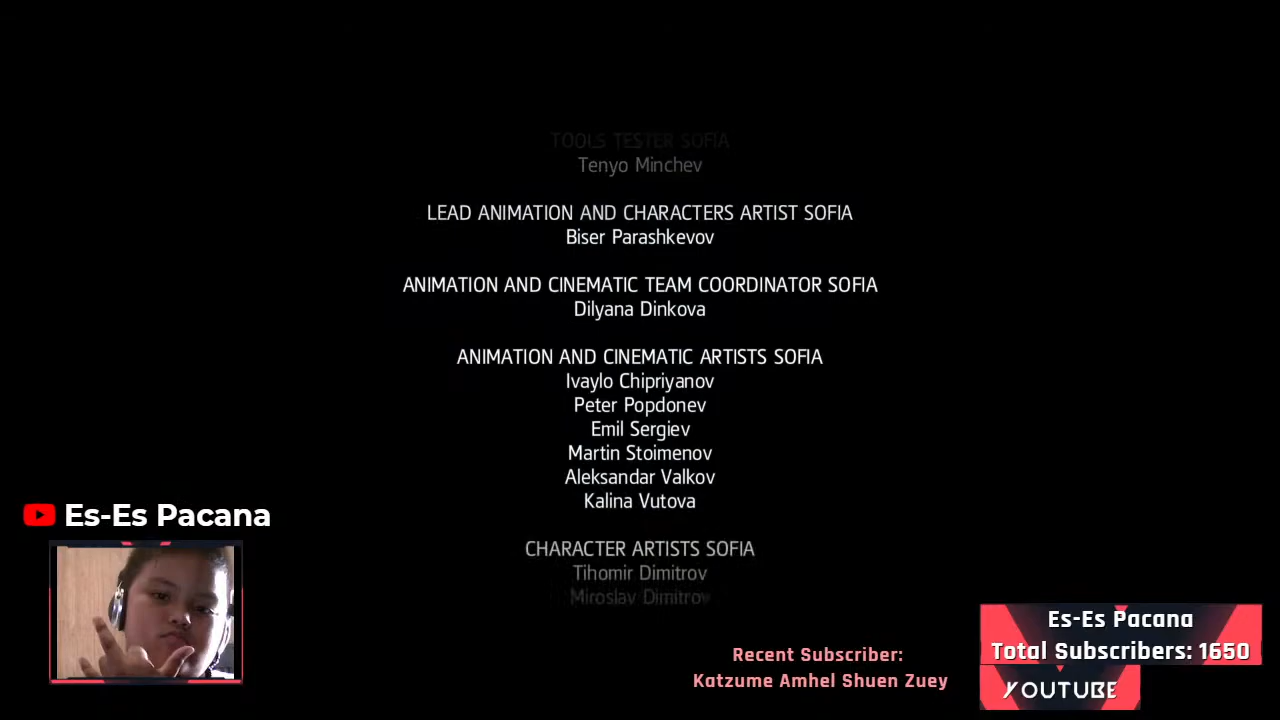 TOOLS TESTER SOFIA
Tenyo Minchev
LEAD ANIMATION AND CHARACTERS ARTIST SOFIA
Biser Parashkevov
ANIMATION AND CINEMATIC TEAM COORDINATOR SOFIA
Dilyana Dinkova
ANIMATION AND CINEMATIC ARTISTS SOFIA
Ivaylo Chipriyanov
Peter Popdonev
Emil Sergiev
Martin Stoimenov
Aleksandar Valkov
Kalina Vutova
CHARACTER ARTISTS SOFIA
Tihomir Dimitrov
Miroslav Dimitrov
Es-Es Pacana
Recent Subscriber:
Katzume Amhel Shuen Zuey
Es-Es Pacana
Total Subscribers: 1650
YOUTUBE